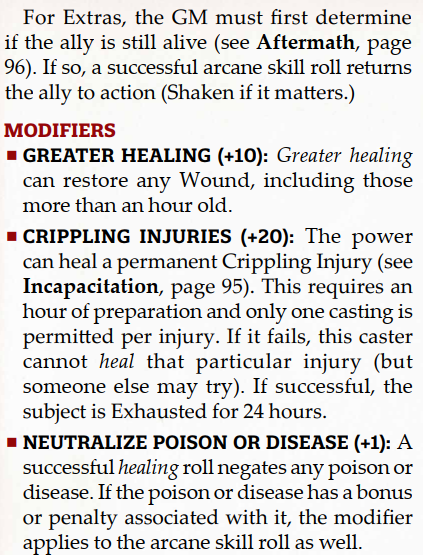 For Extras, the GM must first determine
if the ally is still alive (see Aftermath, page
96). If so, a successful arcane skill roll returns
the ally to action (Shaken if it matters.)
MODIFIERS
■ GREATER HEALING (+10): Greater healing
can restore any Wound, including those
more than an hour old.
■ CRIPPLING INJURIES (+20): The power
can heal a permanent Crippling Injury (see
Incapacitation, page 95). This requires an
hour of preparation and only one casting is
permitted per injury. If it fails, this caster
cannot heal that particular injury (but
someone else may try). If successful, the
subject is Exhausted for 24 hours.
■ NEUTRALIZE POISON OR DISEASE (+1): A
successful healing roll negates any poison or
disease. If the poison or disease has a bonus
or penalty associated with it, the modifier
applies to the arcane skill roll as well.